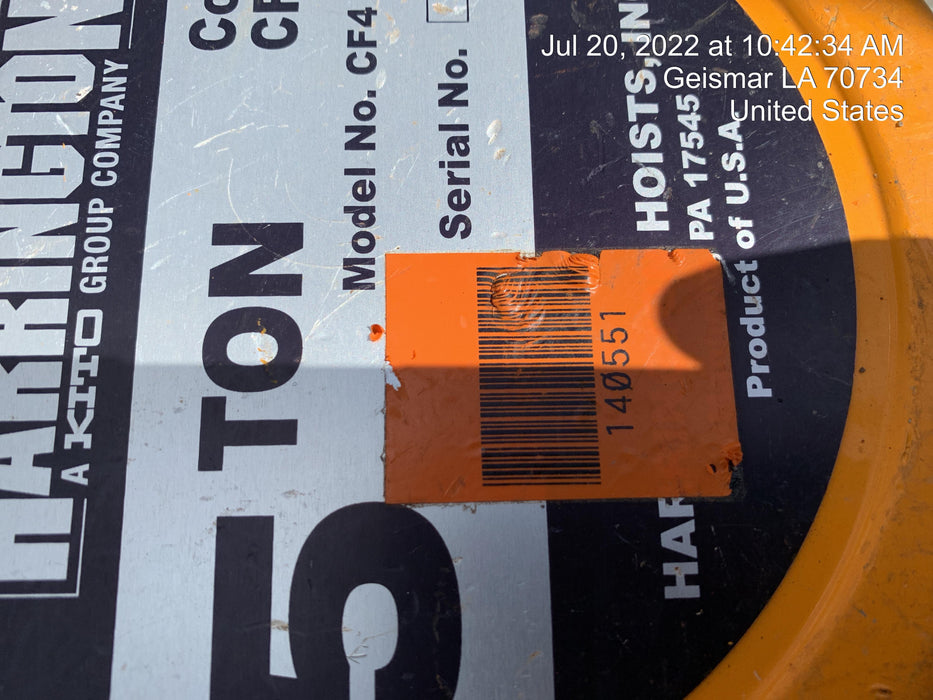 Jul 20, 2022 at 10:42:34 AM
Geismar LA 70734
United States
HARRINGTON
A KITO GROUP COMPANY
5 TON
Co
CF
Model No. CF4
Serial No.
140551
HAR HOISTS, IN
PA 17545
Product of U.S.A.